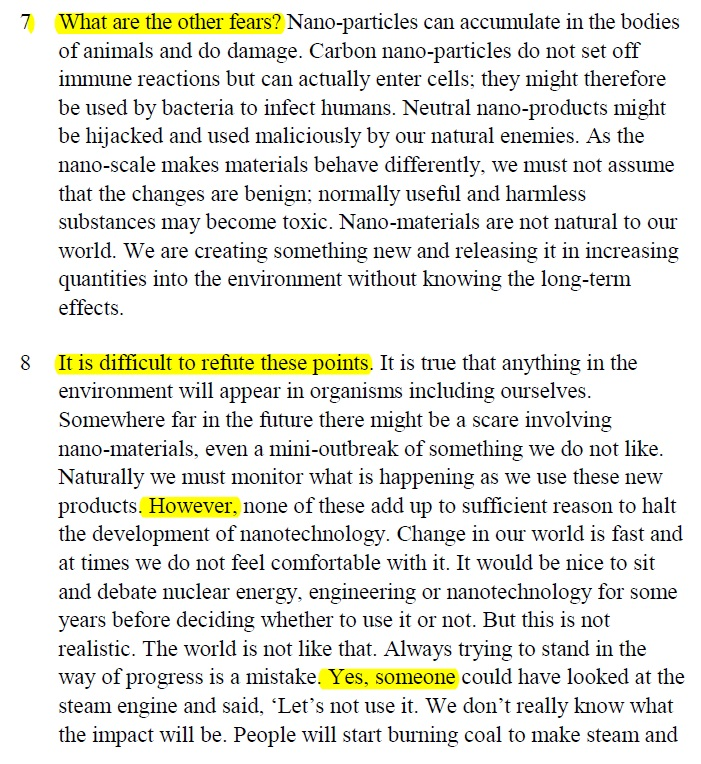 7 What are the other fears? Nano-particles can accumulate in the bodies
of animals and do damage. Carbon nano-particles do not set off
immune reactions but can actually enter cells; they might therefore
be used by bacteria to infect humans. Neutral nano-products might
be hijacked and used maliciously by our natural enemies. As the
nano-scale makes materials behave differently, we must not assume
that the changes are benign; normally useful and harmless
substances may become toxic. Nano-materials are not natural to our
world. We are creating something new and releasing it in increasing
quantities into the environment without knowing the long-term
effects.
8 It is difficult to refute these points. It is true that anything in the
environment will appear in organisms including ourselves.
Somewhere far in the future there might be a scare involving
nano-materials, even a mini-outbreak of something we do not like.
Naturally we must monitor what is happening as we use these new
products. However, none of these add up to sufficient reason to halt
the development of nanotechnology. Change in our world is fast and
at times we do not feel comfortable with it. It would be nice to sit
and debate nuclear energy, engineering or nanotechnology for some
years before deciding whether to use it or not. But this is not
realistic. The world is not like that. Always trying to stand in the
way of progress is a mistake. Yes, someone could have looked at the
steam engine and said, ‘Let’s not use it. We don’t really know what
the impact will be. People will start burning coal to make steam and